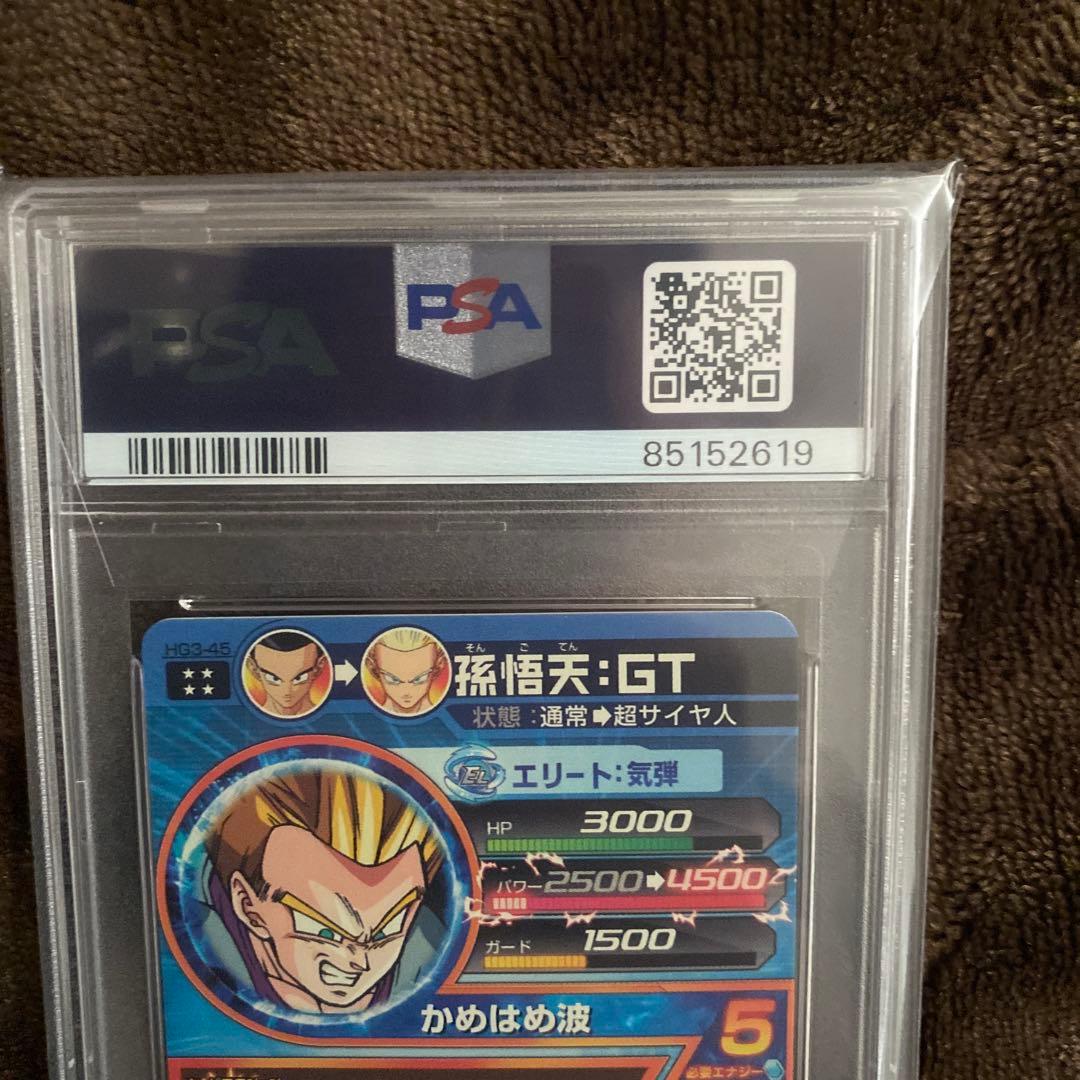 PSA
PSA
85152619
HG3-45
そんごてん
孫悟天:GT
状態:通常➡超サイヤ人
EL エリート:気弾
HP 3000
パワー 2500➡4500
ガード 1500
かめはめ波
5
必要エナジー